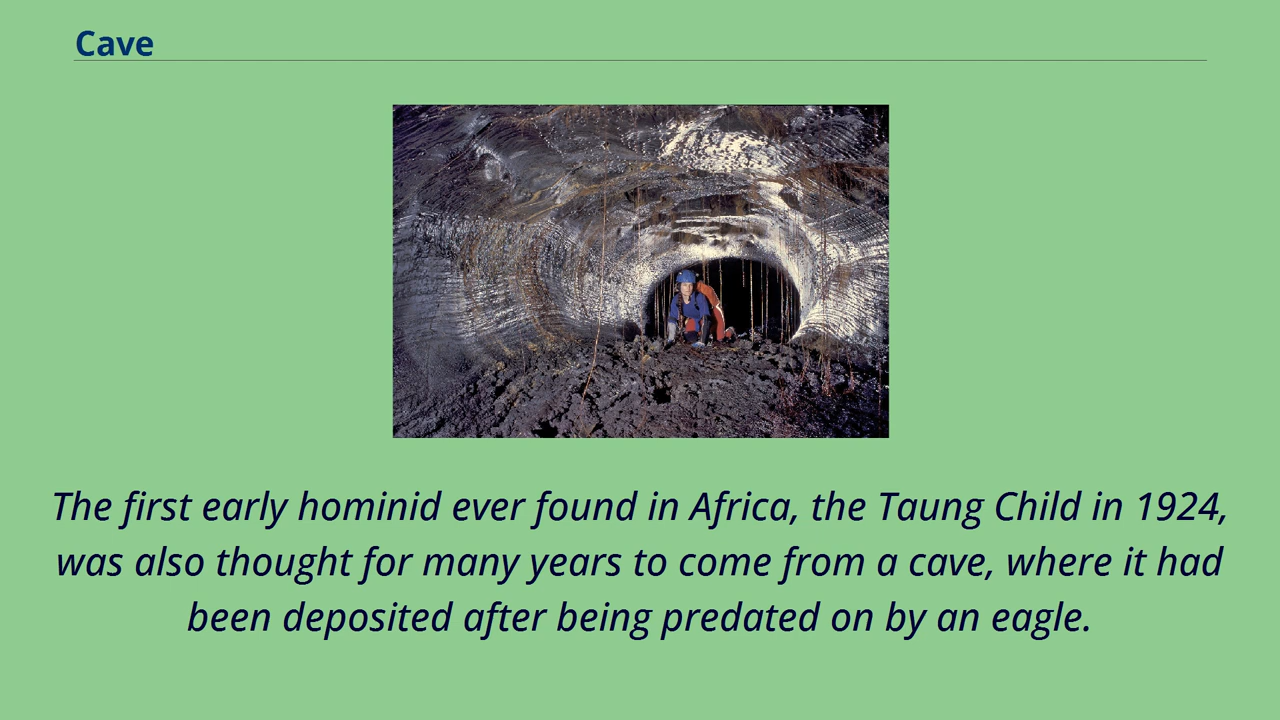 Cave
The first early hominid ever found in Africa, the Taung Child in 1924,
was also thought for many years to come from a cave, where it had
been deposited after being predated on by an eagle.